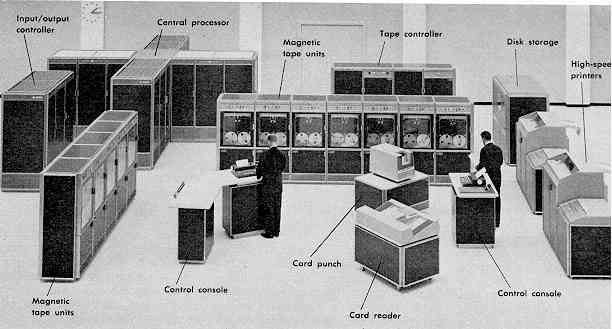 Input/output
controller
Central processor
Magnetic
tape units
Tape controller
Disk storage
High-speed
printers
Magnetic
tape units
Control console
Card punch
Card reader
Control console